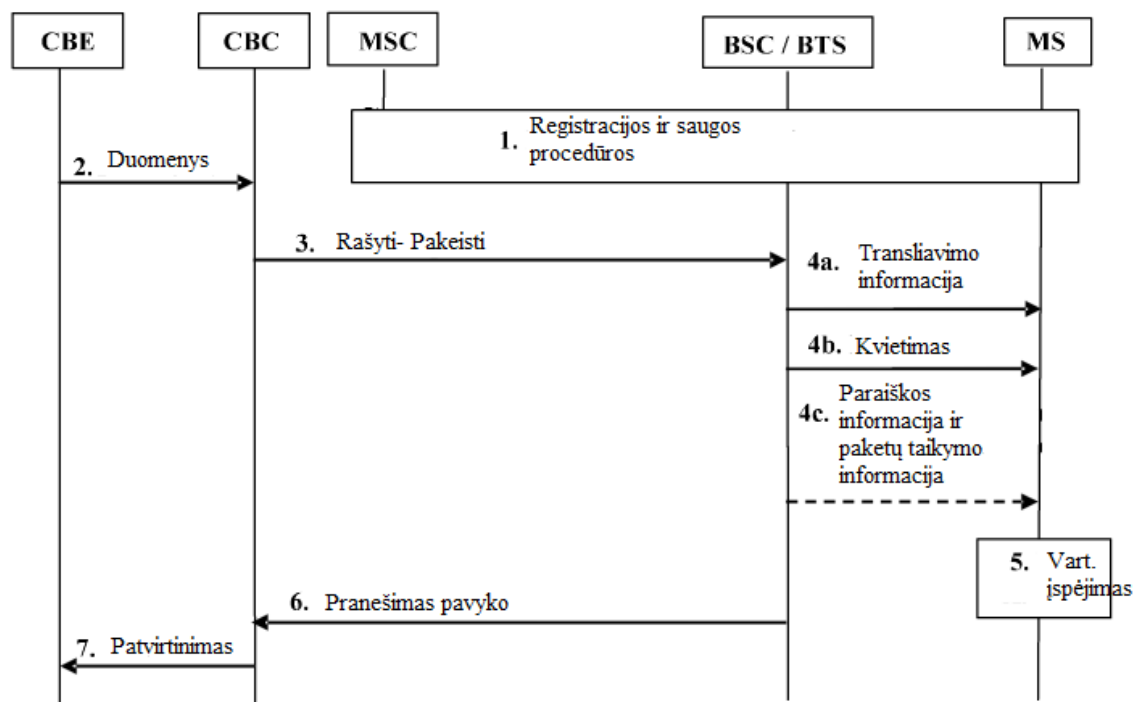 CBE
CBC
MSC
BSC / BTS
MS
1. Registracijos ir saugos
procedūros
2. Duomenys
3. Rašyti- Pakeisti
4a. Transliavimo
informacija
4b. Kvietimas
4c. Paraiškos
informacija ir
paketų taikymo
informacija
5. Vart.
įspėjimas
6. Pranešimas pavyko
7. Patvirtinimas